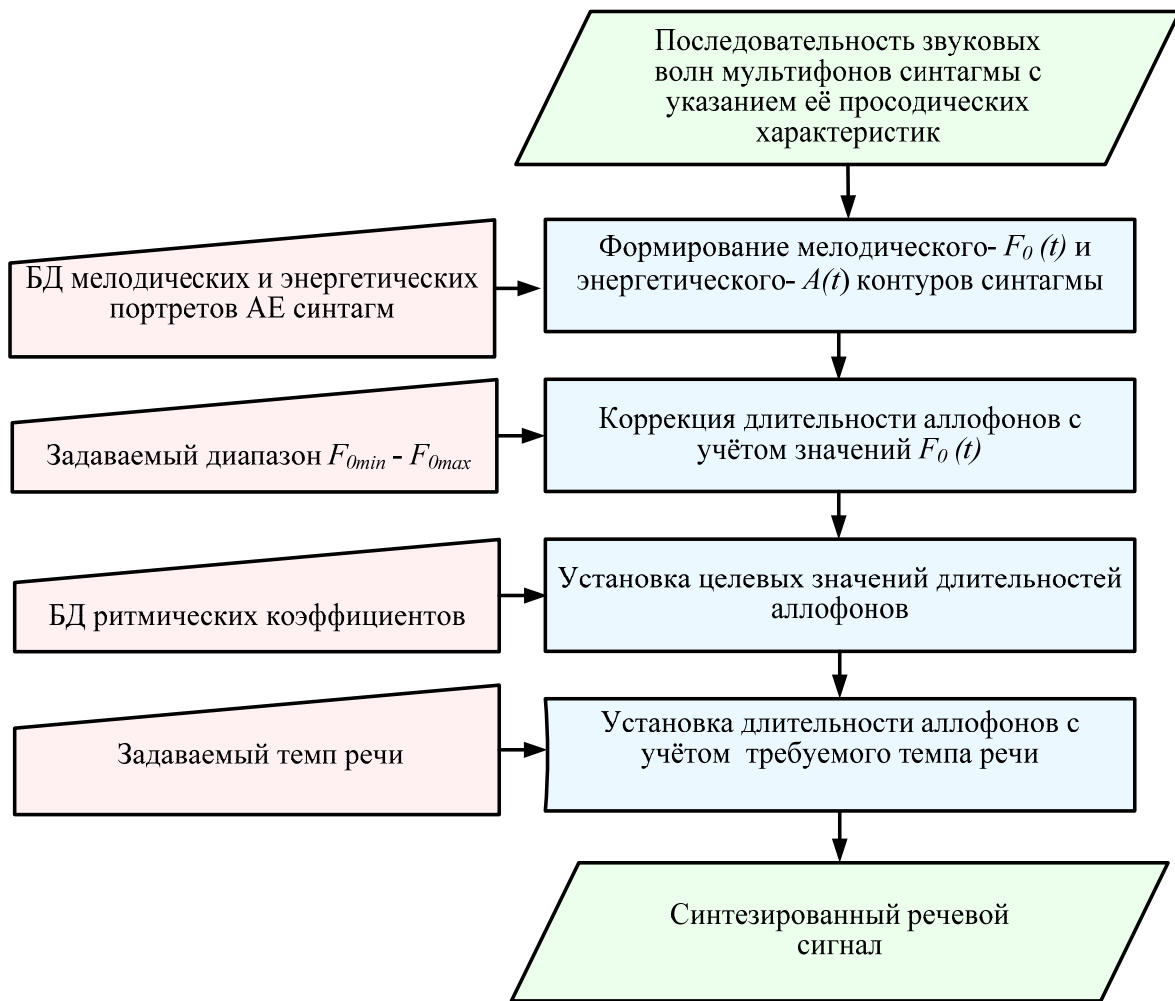 Последовательность звуковых
волн мультифонов синтагмы с
указанием её просодических
характеристик
БД мелодических и энергетических
портретов АЕ синтагм
Формирование мелодического- F0 (t) и
энергетического- A(t) контуров синтагмы
Задаваемый диапазон F0min - F0max
Коррекция длительности аллофонов с
учётом значений F0 (t)
БД ритмических коэффициентов
Установка целевых значений длительностей
аллофонов
Задаваемый темп речи
Установка длительности аллофонов с
учётом требуемого темпа речи
Синтезированный речевой
сигнал